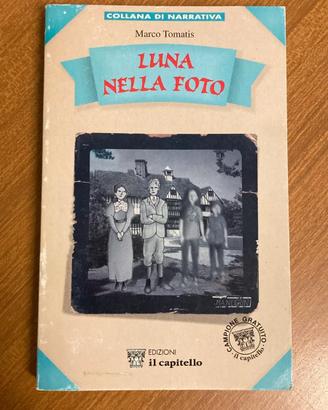 COLLANA DI NARRATIVA
Marco Tomatis
LUNA
NELLA FOTO
CAMPIONE GRATUITO
il capitello
EDIZIONI
il capitello